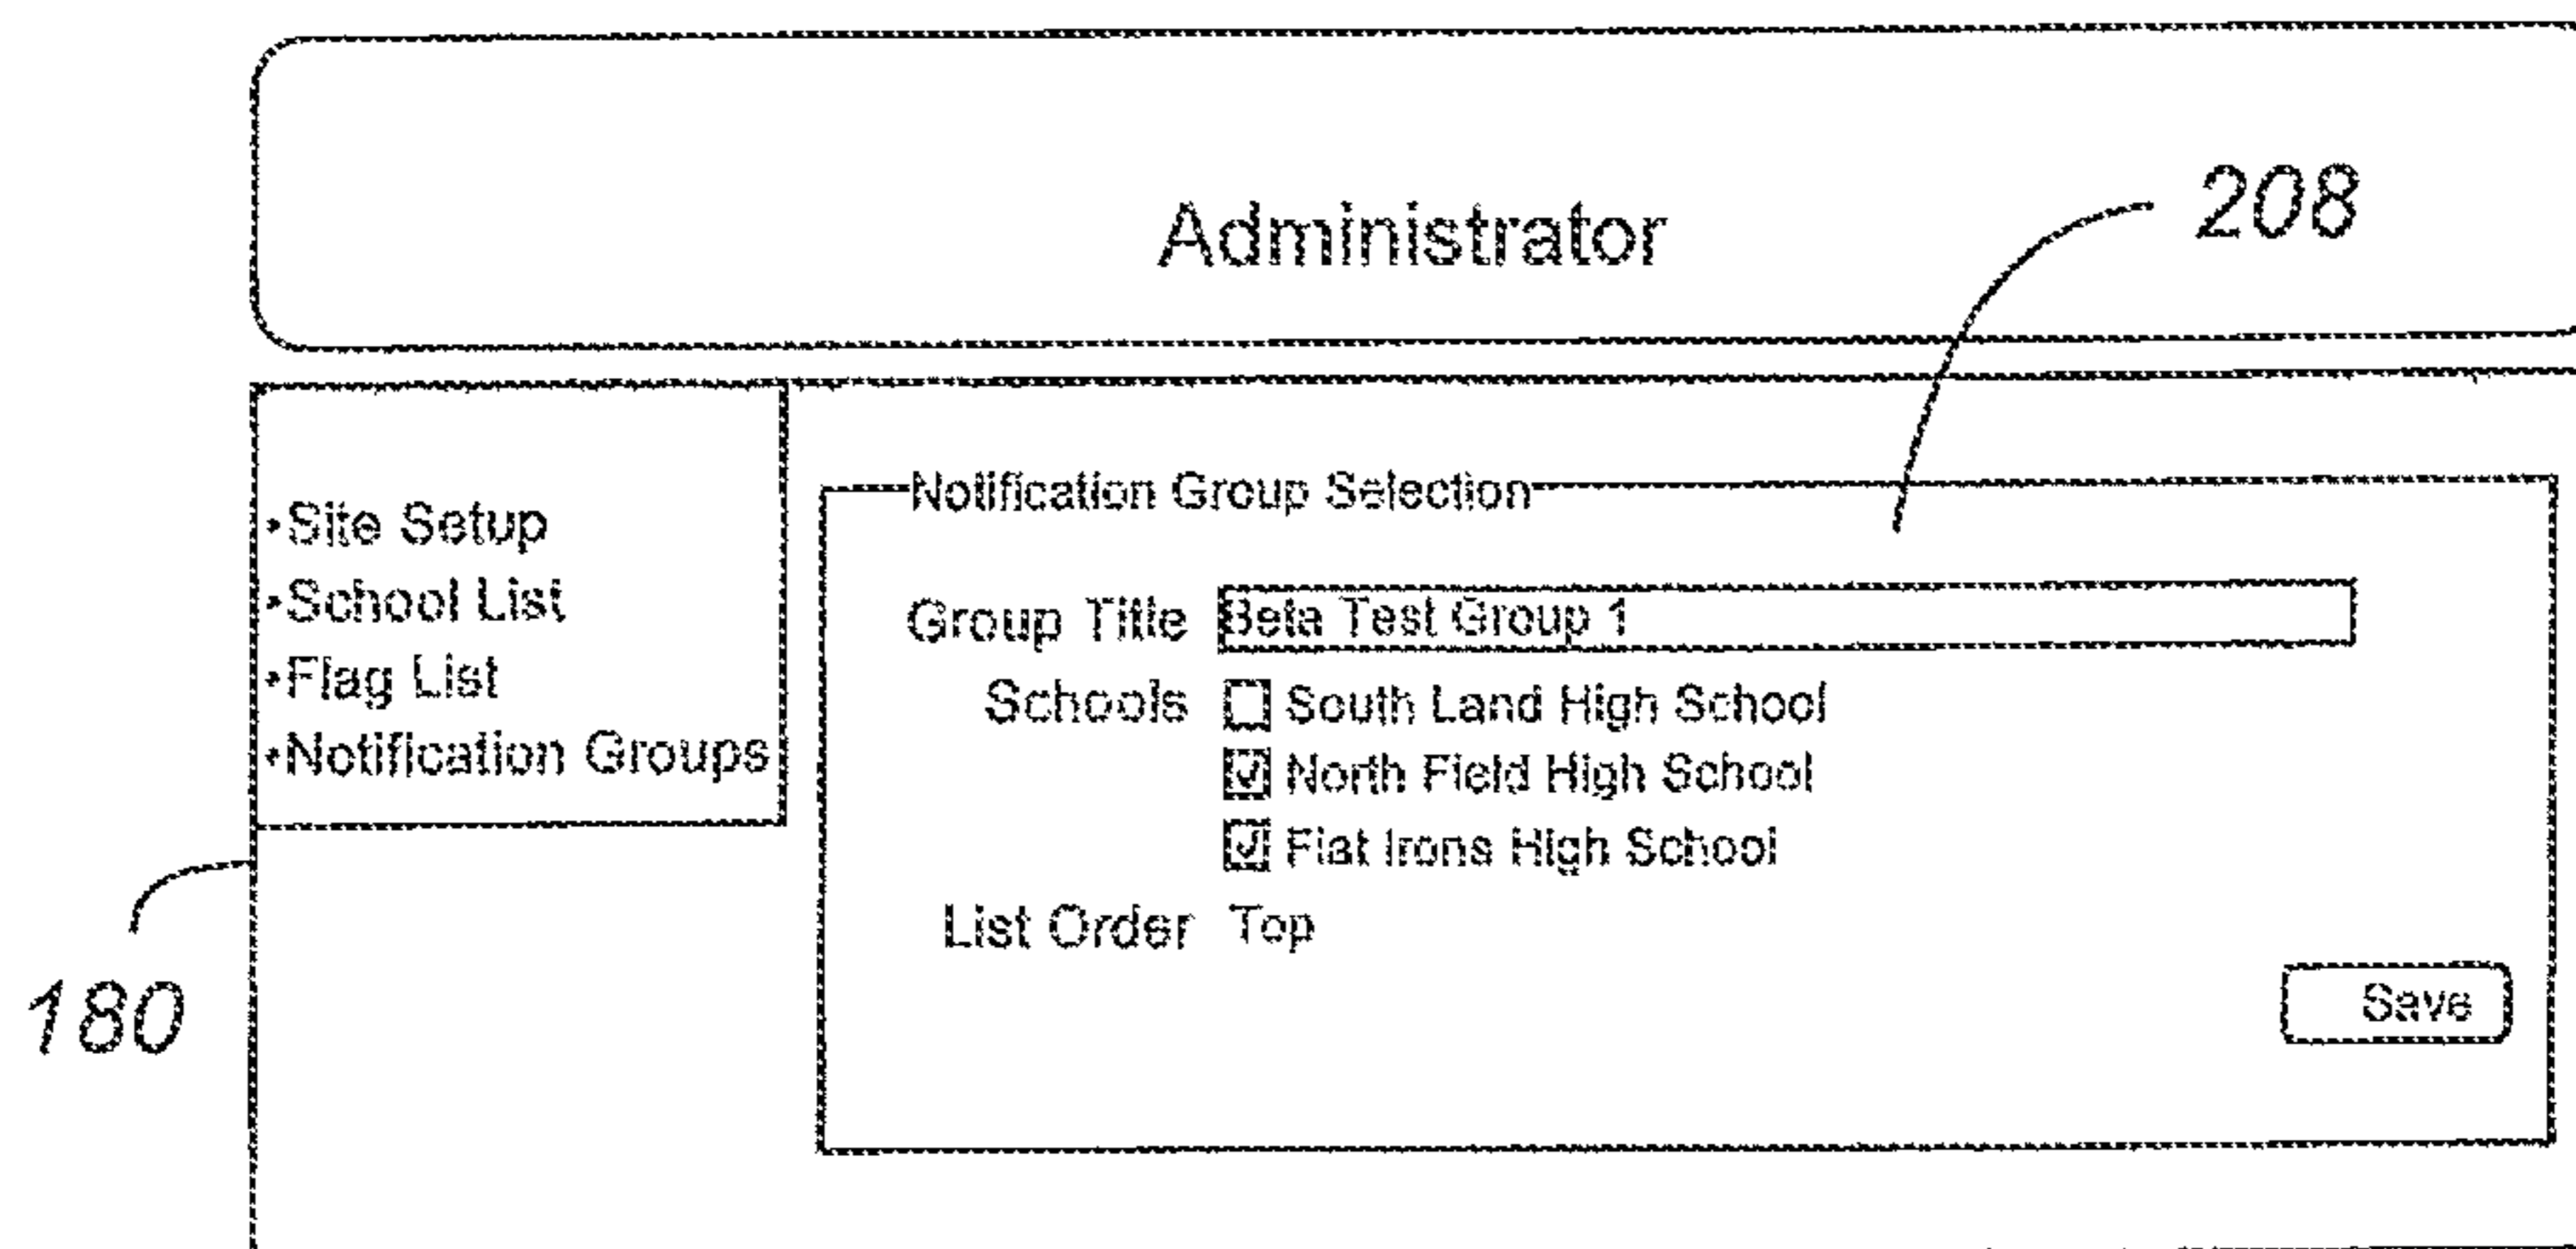 Administrator
208
•Site Setup
•School List
•Flag List
•Notification Groups
180
Notification Group Selection
Group Title Beta Test Group 1
Schools South Land High School
North Field High School
Flat Irons High School
List Order Top
Save